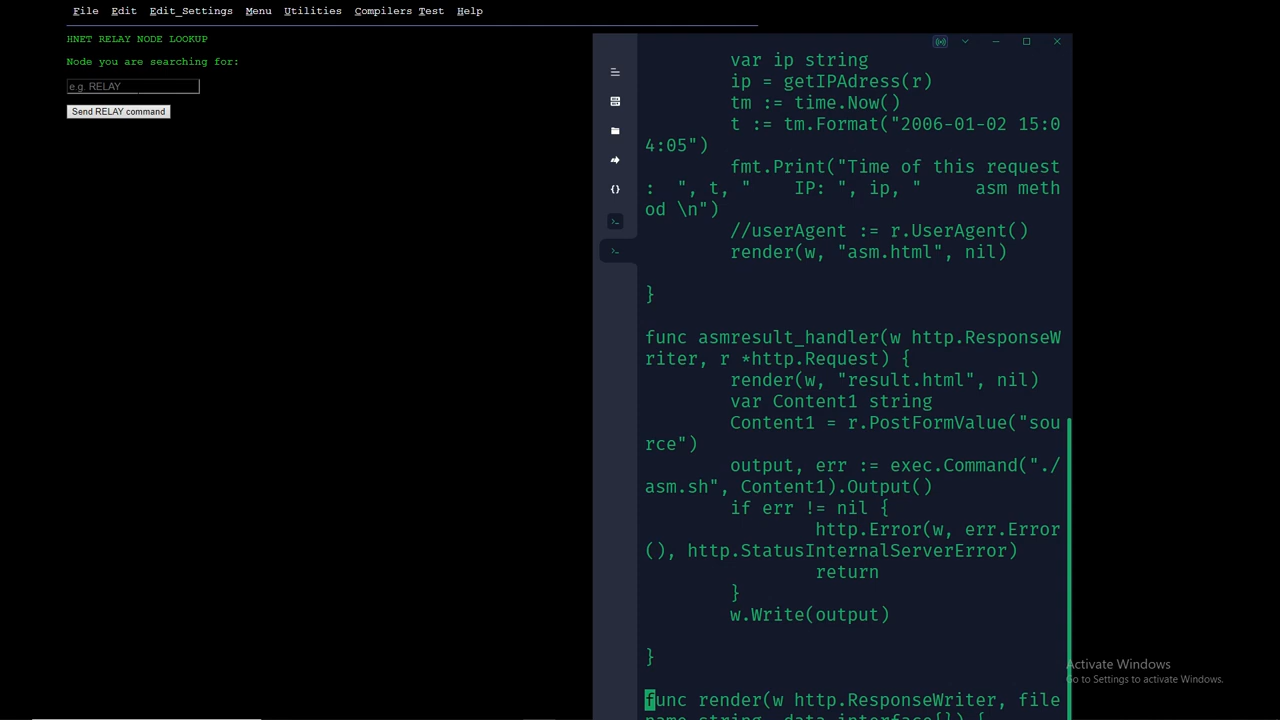 File Edit Edit_Settings Menu Utilities Compilers Test Help
HNET RELAY NODE LOOKUP
Node you are searching for:
e.g. RELAY
Send RELAY command
var ip string
ip = getIPAdress(r)
tm := time.Now()
t := tm.Format("2006-01-02 15:0
4:05")
fmt.Print("Time of this request
:  ", t, "    IP: ", ip, "     asm meth
od \n")
//userAgent := r.UserAgent()
render(w, "asm.html", nil)
}
func asmresult_handler(w http.ResponseW
riter, r *http.Request) {
render(w, "result.html", nil)
var Content1 string
Content1 = r.PostFormValue("sou
rce")
output, err := exec.Command("./
asm.sh", Content1).Output()
if err != nil {
http.Error(w, err.Error
(), http.StatusInternalServerError)
return
}
w.Write(output)
}
func render(w http.ResponseWriter, file
name string, data interface{}) {
Activate Windows
Go to Settings to activate Windows.